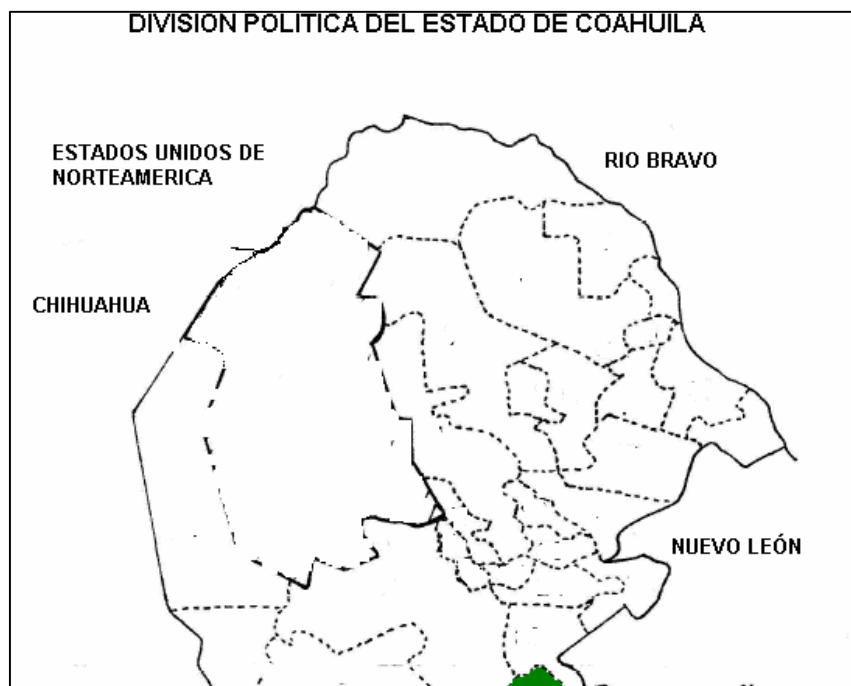 DIVISION POLITICA DEL ESTADO DE COAHUILA
ESTADOS UNIDOS DE
NORTEAMERICA
RIO BRAVO
CHIHUAHUA
NUEVO LEÓN